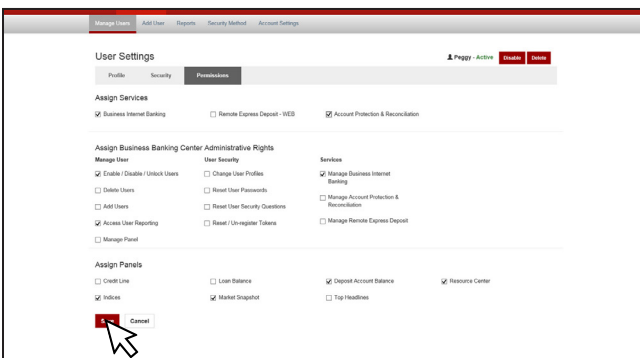 Manage Users Add User Reports Security Method Account Settings
User Settings
Peggy - Active Disable Delete
Profile Security Permissions
Assign Services
Business Internet Banking Remote Express Deposit - WEB Account Protection & Reconciliation
Assign Business Banking Center Administrative Rights
Manage User User Security Services
Enable / Disable / Unlock Users Change User Profiles Manage Business Internet
Banking
Delete Users Reset User Passwords
Manage Account Protection &
Add Users Reset User Security Questions Reconciliation
Access User Reporting Reset / Un-register Tokens Manage Remote Express Deposit
Manage Panel
Assign Panels
Credit Line Loan Balance Deposit Account Balance Resource Center
Indices Market Snapshot Top Headlines
Cancel